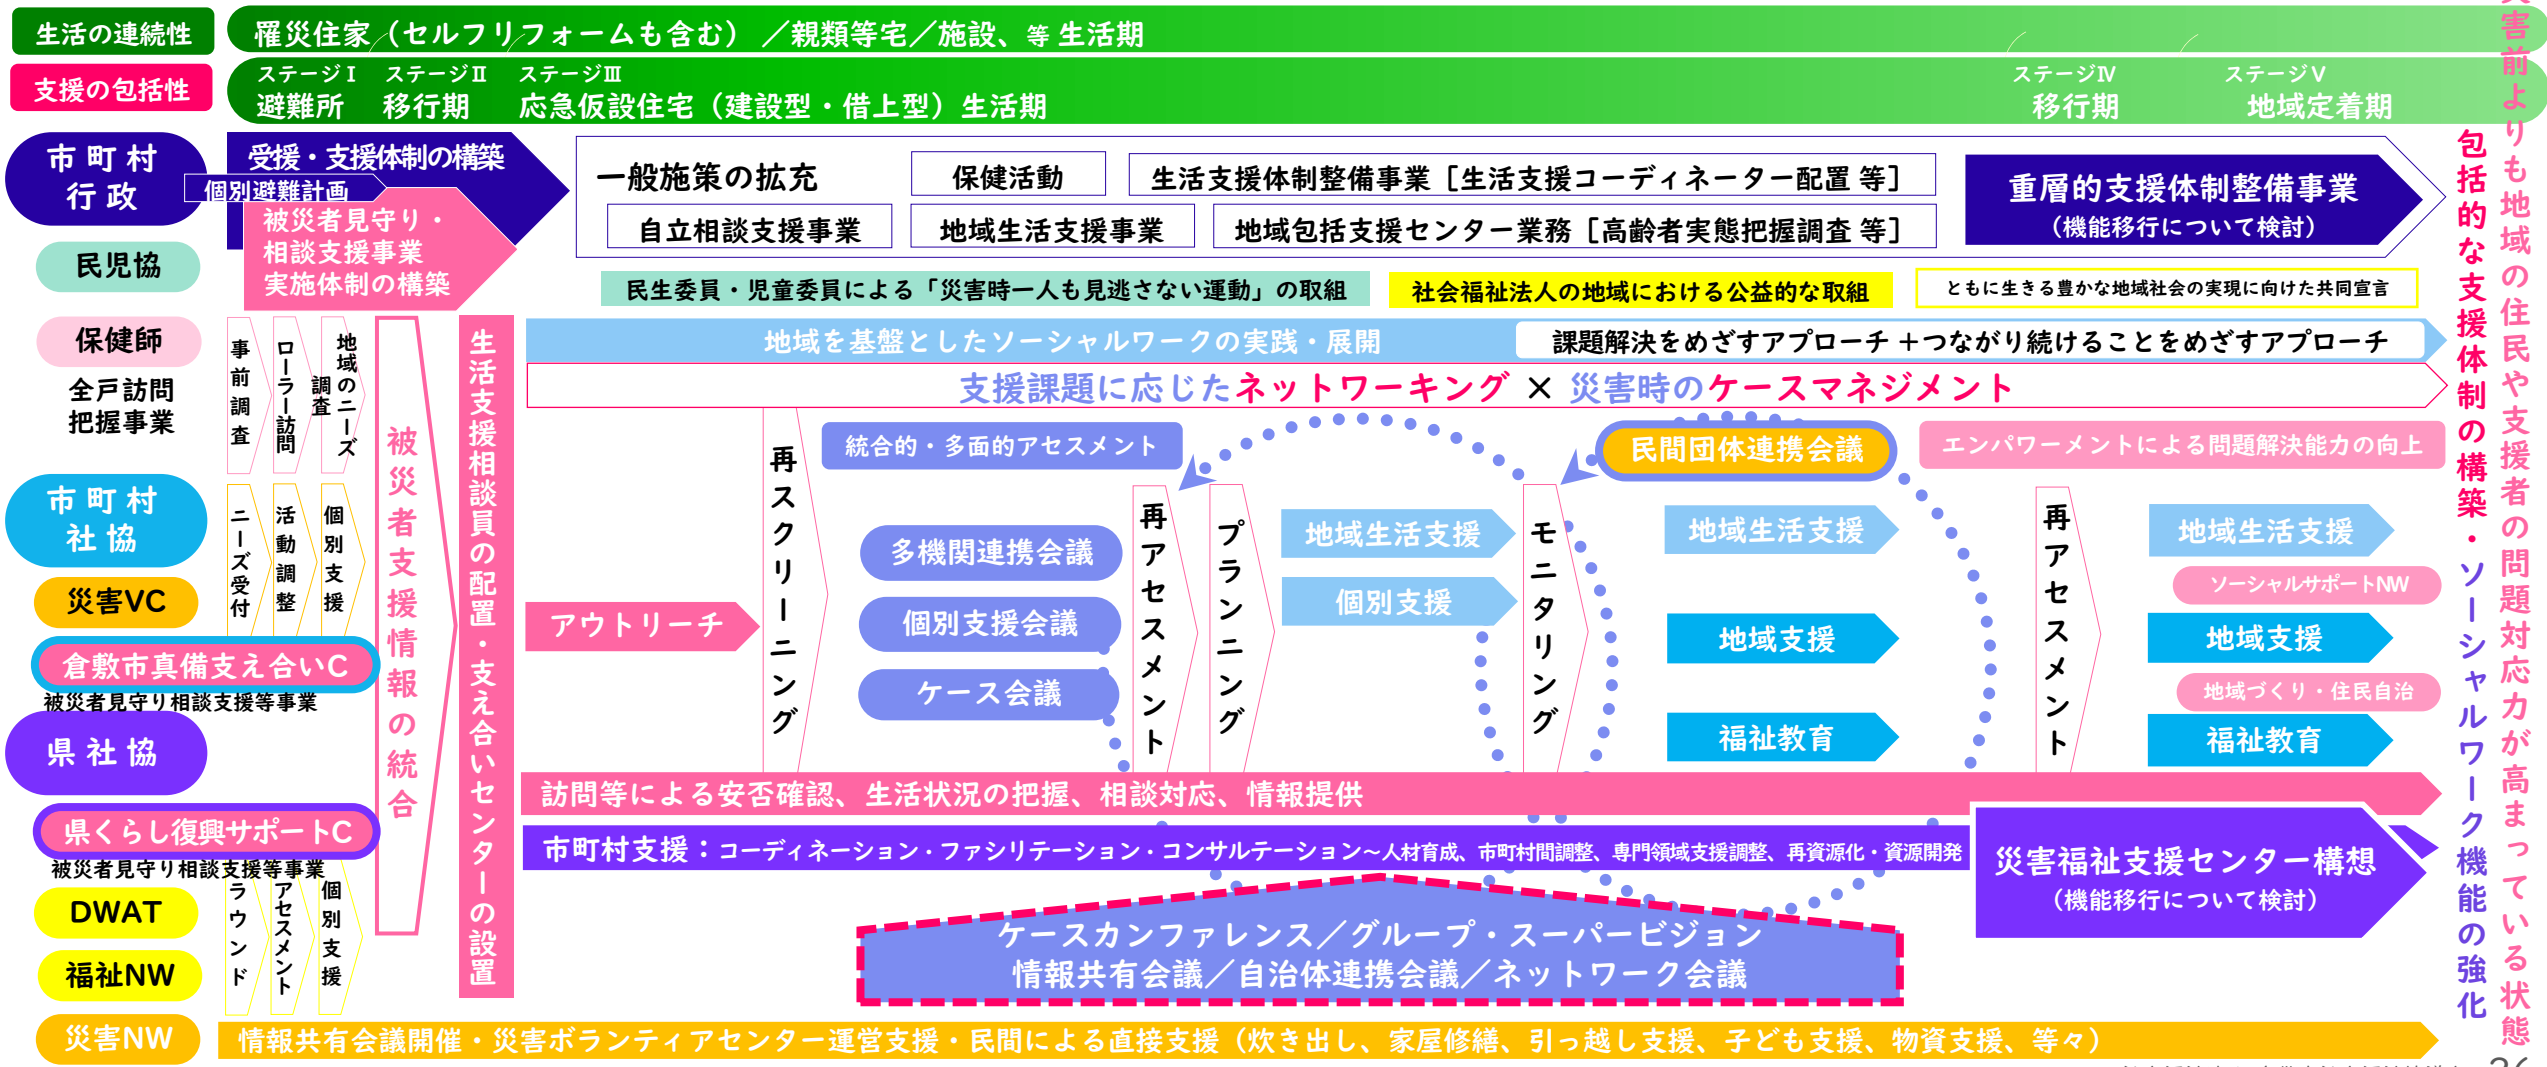 生活の連続性
罹災住家（セルフリフォームも含む）／親類等宅／施設、等 生活期
支援の包括性
ステージⅠ ステージⅡ ステージⅢ ステージⅣ ステージⅤ
避難所 移行期 応急仮設住宅（建設型・借上型）生活期 移行期 地域定着期
市町村
行政
受援・支援体制の構築
個別避難計画
被災者見守り・
相談支援事業
実施体制の構築
一般施策の拡充
保健活動
生活支援体制整備事業［生活支援コーディネーター配置 等］
自立相談支援事業
地域生活支援事業
地域包括支援センター業務［高齢者実態把握調査 等］
重層的支援体制整備事業
（機能移行について検討）
民児協
民生委員・児童委員による「災害時一人も見逃さない運動」の取組
社会福祉法人の地域における公益的な取組
ともに生きる豊かな地域社会の実現に向けた共同宣言
保健師
全戸訪問
把握事業
事前調査
ローラー訪問
地域のニーズ
調査
市町村
社協
災害VC
ニーズ受付
活動調整
個別支援
倉敷市真備支え合いC
被災者見守り相談支援等事業
県社協
県くらし復興サポートC
被災者見守り相談支援等事業
DWAT
福祉NW
ラウンド
アセスメント
個別支援
災害NW
被災者支援情報の統合
生活支援相談員の配置・支え合いセンターの設置
地域を基盤としたソーシャルワークの実践・展開
課題解決をめざすアプローチ＋つながり続けることをめざすアプローチ
支援課題に応じたネットワーキング × 災害時のケースマネジメント
アウトリーチ
再スクリーニング
統合的・多面的アセスメント
多機関連携会議
個別支援会議
ケース会議
再アセスメント
プランニング
地域生活支援
個別支援
モニタリング
民間団体連携会議
地域生活支援
地域支援
福祉教育
エンパワーメントによる問題解決能力の向上
再アセスメント
地域生活支援
ソーシャルサポートNW
地域支援
地域づくり・住民自治
福祉教育
訪問等による安否確認、生活状況の把握、相談対応、情報提供
市町村支援：コーディネーション・ファシリテーション・コンサルテーション～人材育成、市町村間調整、専門領域支援調整、再資源化・資源開発
災害福祉支援センター構想
（機能移行について検討）
ケースカンファレンス／グループ・スーパービジョン
情報共有会議／自治体連携会議／ネットワーク会議
情報共有会議開催・災害ボランティアセンター運営支援・民間による直接支援（炊き出し、家屋修繕、引っ越し支援、子ども支援、物資支援、等々）
包括的な支援体制の構築・ソーシャルワーク機能の強化
害前よりも地域の住民や支援者の問題対応力が高まっている状態